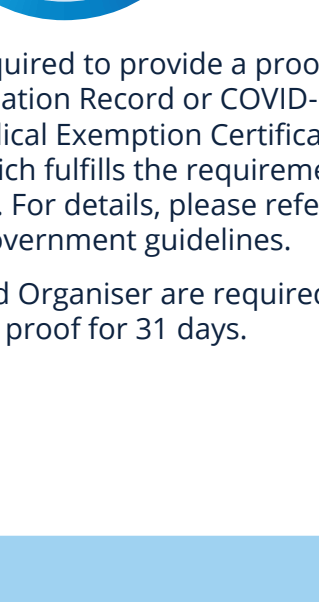 quired to provide a proo
ation Record or COVID-
lical Exemption Certifica
ich fulfills the requireme
. For details, please refe
overnment guidelines.
d Organiser are required
proof for 31 days.